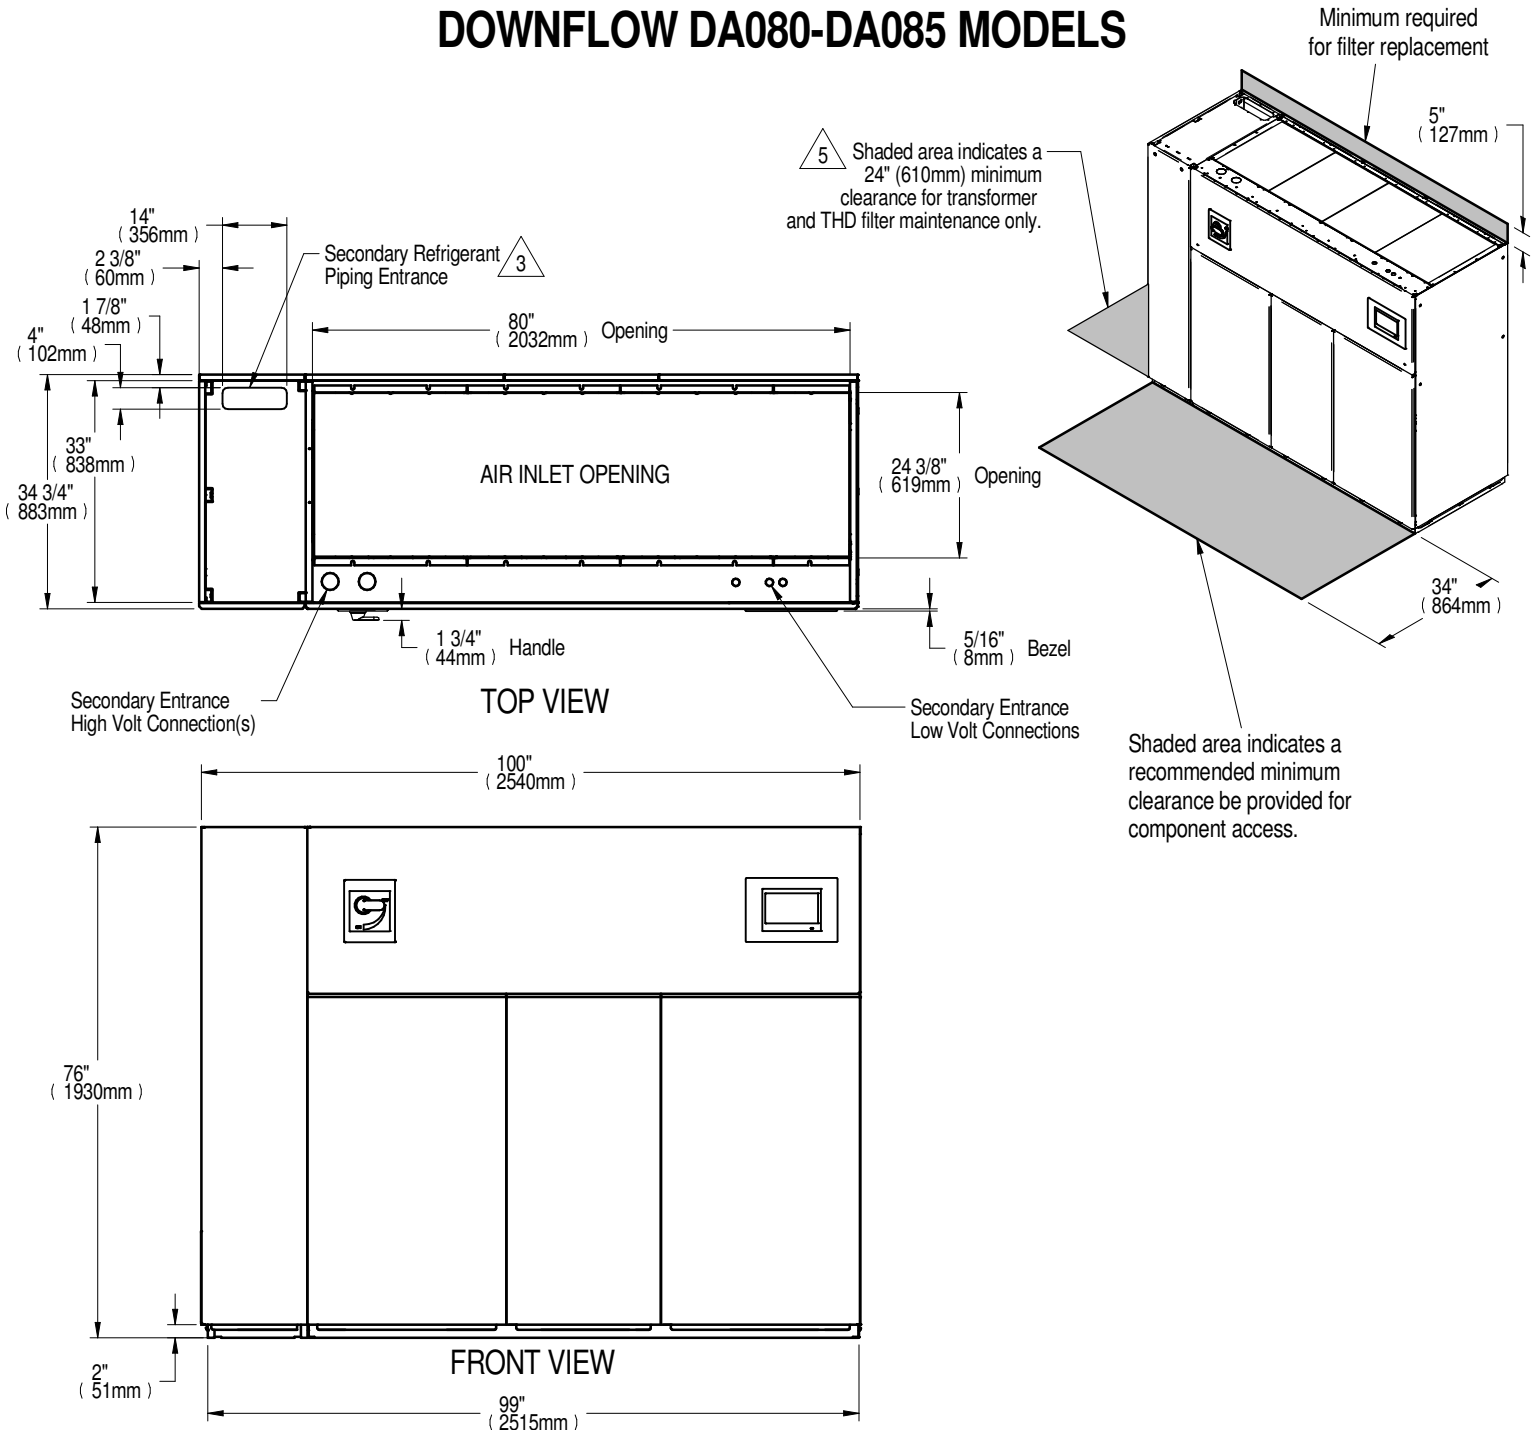 DOWNFLOW DA080-DA085 MODELS
Minimum required
for filter replacement
5"
( 127mm )
5
Shaded area indicates a
24" (610mm) minimum
clearance for transformer
and THD filter maintenance only.
14"
( 356mm )
2 3/8"
( 60mm )
1 7/8"
( 48mm )
4"
( 102mm )
Secondary Refrigerant
Piping Entrance
3
80"
( 2032mm )
Opening
33"
( 838mm )
34 3/4"
( 883mm )
AIR INLET OPENING
24 3/8"
( 619mm )
Opening
34"
( 864mm )
1 3/4"
( 44mm )
Handle
5/16"
( 8mm )
Bezel
Secondary Entrance
High Volt Connection(s)
TOP VIEW
Secondary Entrance
Low Volt Connections
Shaded area indicates a
recommended minimum
clearance be provided for
component access.
100"
( 2540mm )
76"
( 1930mm )
2"
( 51mm )
FRONT VIEW
99"
( 2515mm )